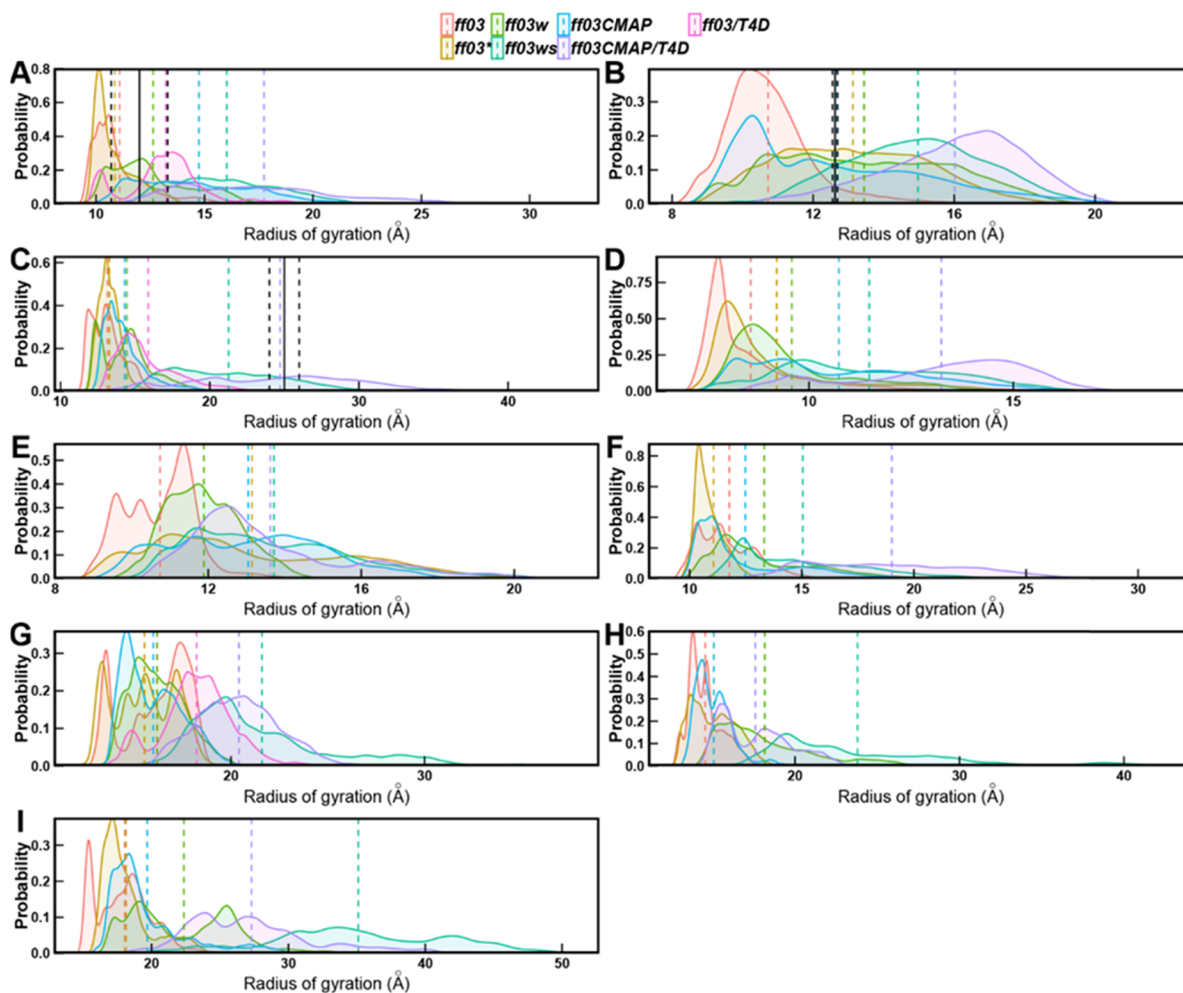 ff03 ff03w ff03CMAP ff03/T4D
ff03* ff03ws ff03CMAP/T4D
A
0.8
0.6
0.4
0.2
0.0
Probability
10 15 20 25 30
Radius of gyration (Å)
B
0.3
0.2
0.1
0.0
Probability
8 12 16 20
Radius of gyration (Å)
C
0.6
0.4
0.2
0.0
Probability
10 20 30 40
Radius of gyration (Å)
D
0.75
0.50
0.25
0.00
Probability
10 15
Radius of gyration (Å)
E
0.5
0.4
0.3
0.2
0.1
0.0
Probability
8 12 16 20
Radius of gyration (Å)
F
0.8
0.6
0.4
0.2
0.0
Probability
10 15 20 25 30
Radius of gyration (Å)
G
0.3
0.2
0.1
0.0
Probability
20 30
Radius of gyration (Å)
H
0.6
0.5
0.4
0.3
0.2
0.1
0.0
Probability
20 30 40
Radius of gyration (Å)
I
0.3
0.2
0.1
0.0
Probability
20 30 40 50
Radius of gyration (Å)